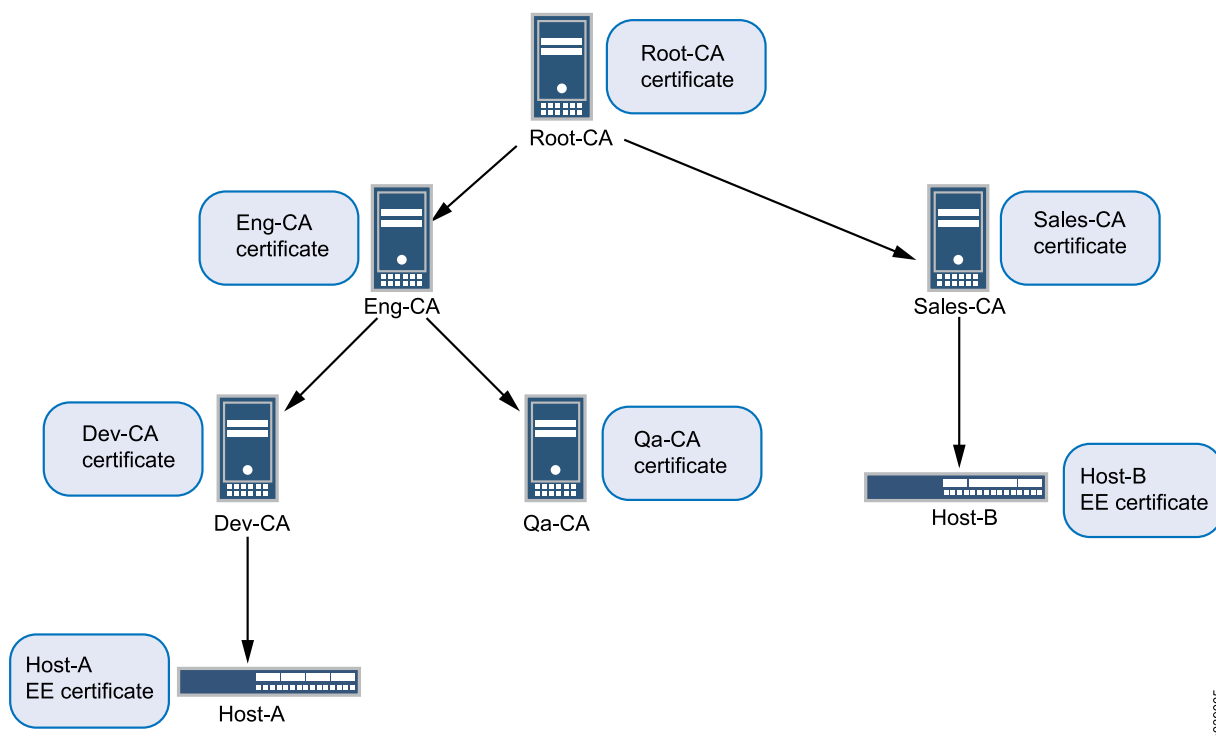 Root-CA
certificate
Root-CA
Eng-CA
certificate
Eng-CA
Sales-CA
certificate
Sales-CA
Dev-CA
certificate
Dev-CA
Qa-CA
certificate
Qa-CA
Host-B
EE certificate
Host-B
Host-A
EE certificate
Host-A